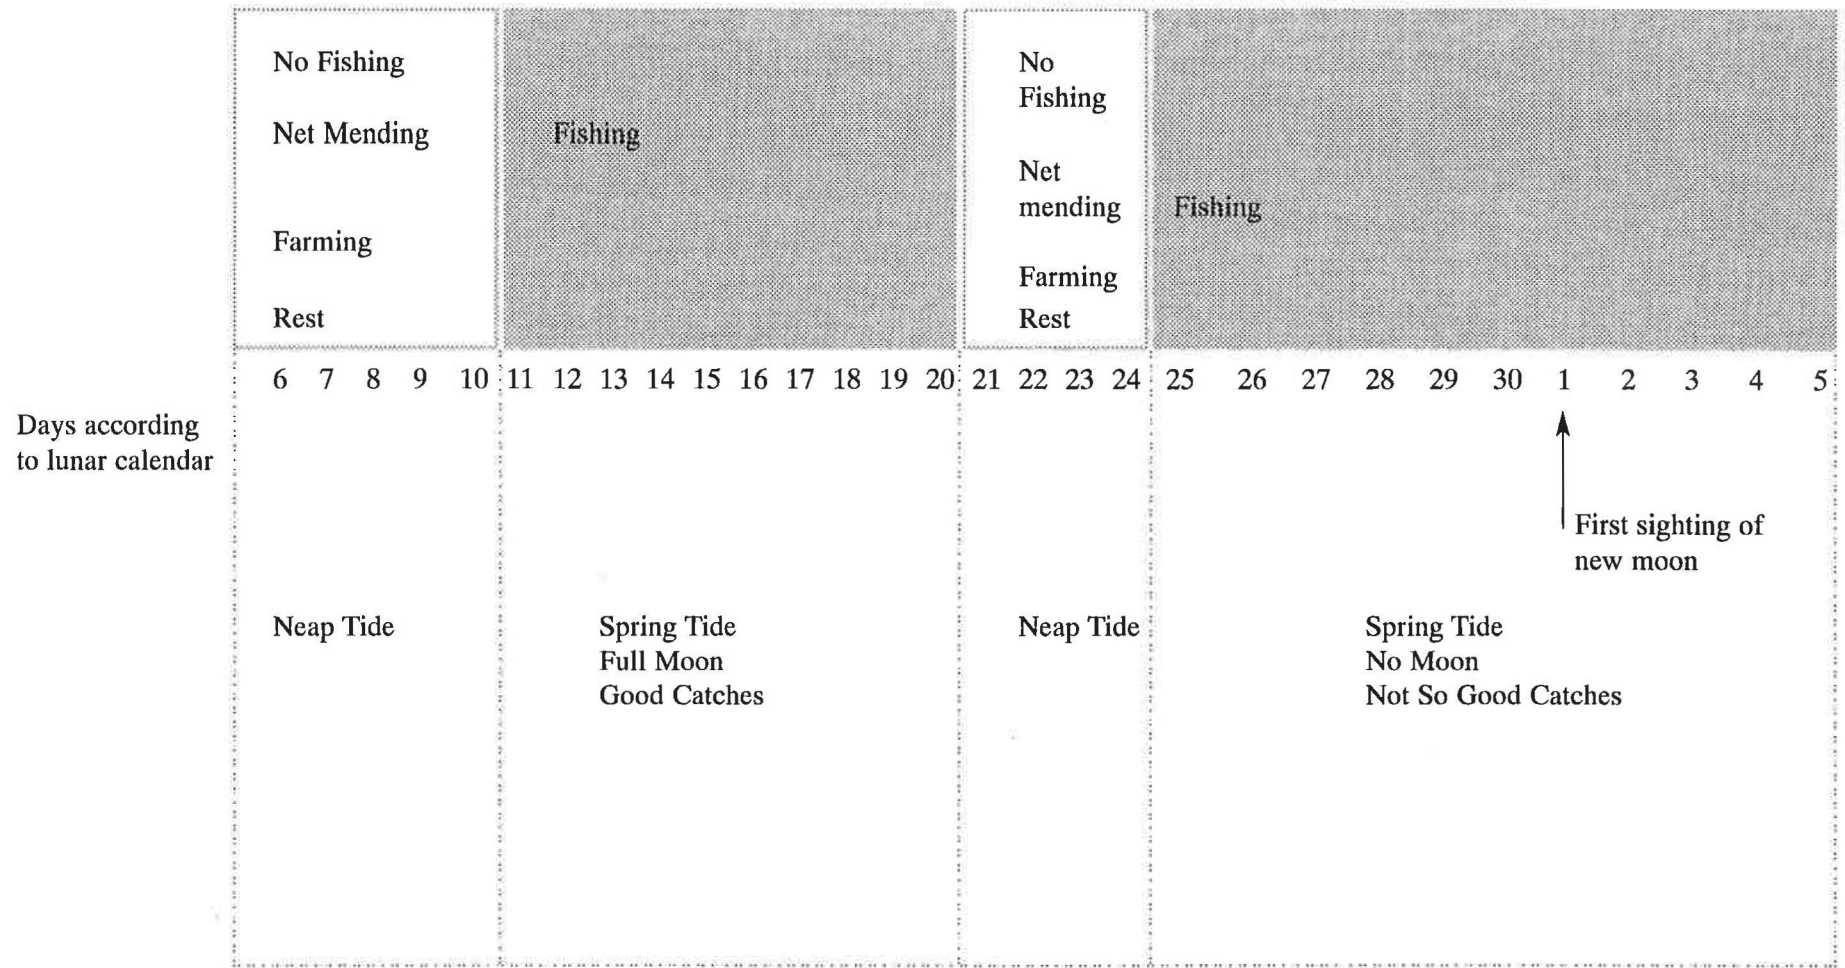 No Fishing
Net Mending
Farming
Rest
Fishing
No
Fishing
Net
mending
Farming
Rest
Fishing
6 7 8 9 10 11 12 13 14 15 16 17 18 19 20 21 22 23 24 25 26 27 28 29 30 1 2 3 4 5
Days according
to lunar calendar
First sighting of
new moon
Neap Tide
Spring Tide
Full Moon
Good Catches
Neap Tide
Spring Tide
No Moon
Not So Good Catches